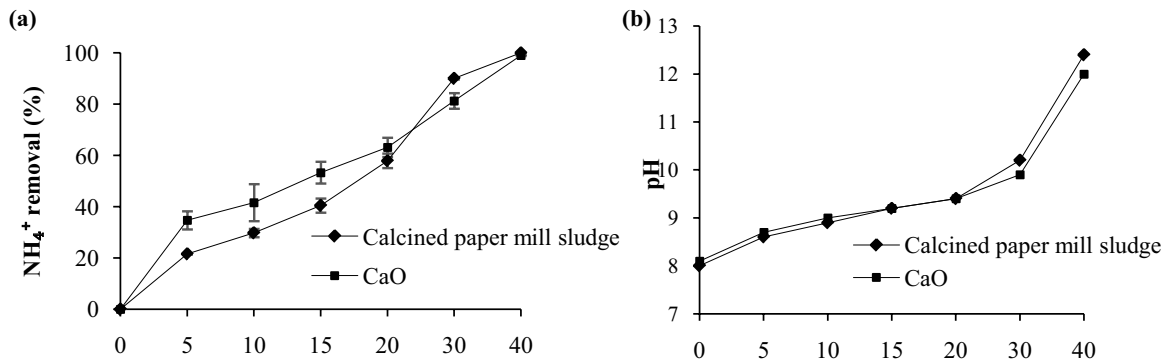 (a)
NH₄⁺ removal (%)
100
80
60
40
20
0
0 5 10 15 20 30 40
Calcined paper mill sludge
CaO
(b)
pH
13
12
11
10
9
8
7
0 5 10 15 20 30 40
Calcined paper mill sludge
CaO